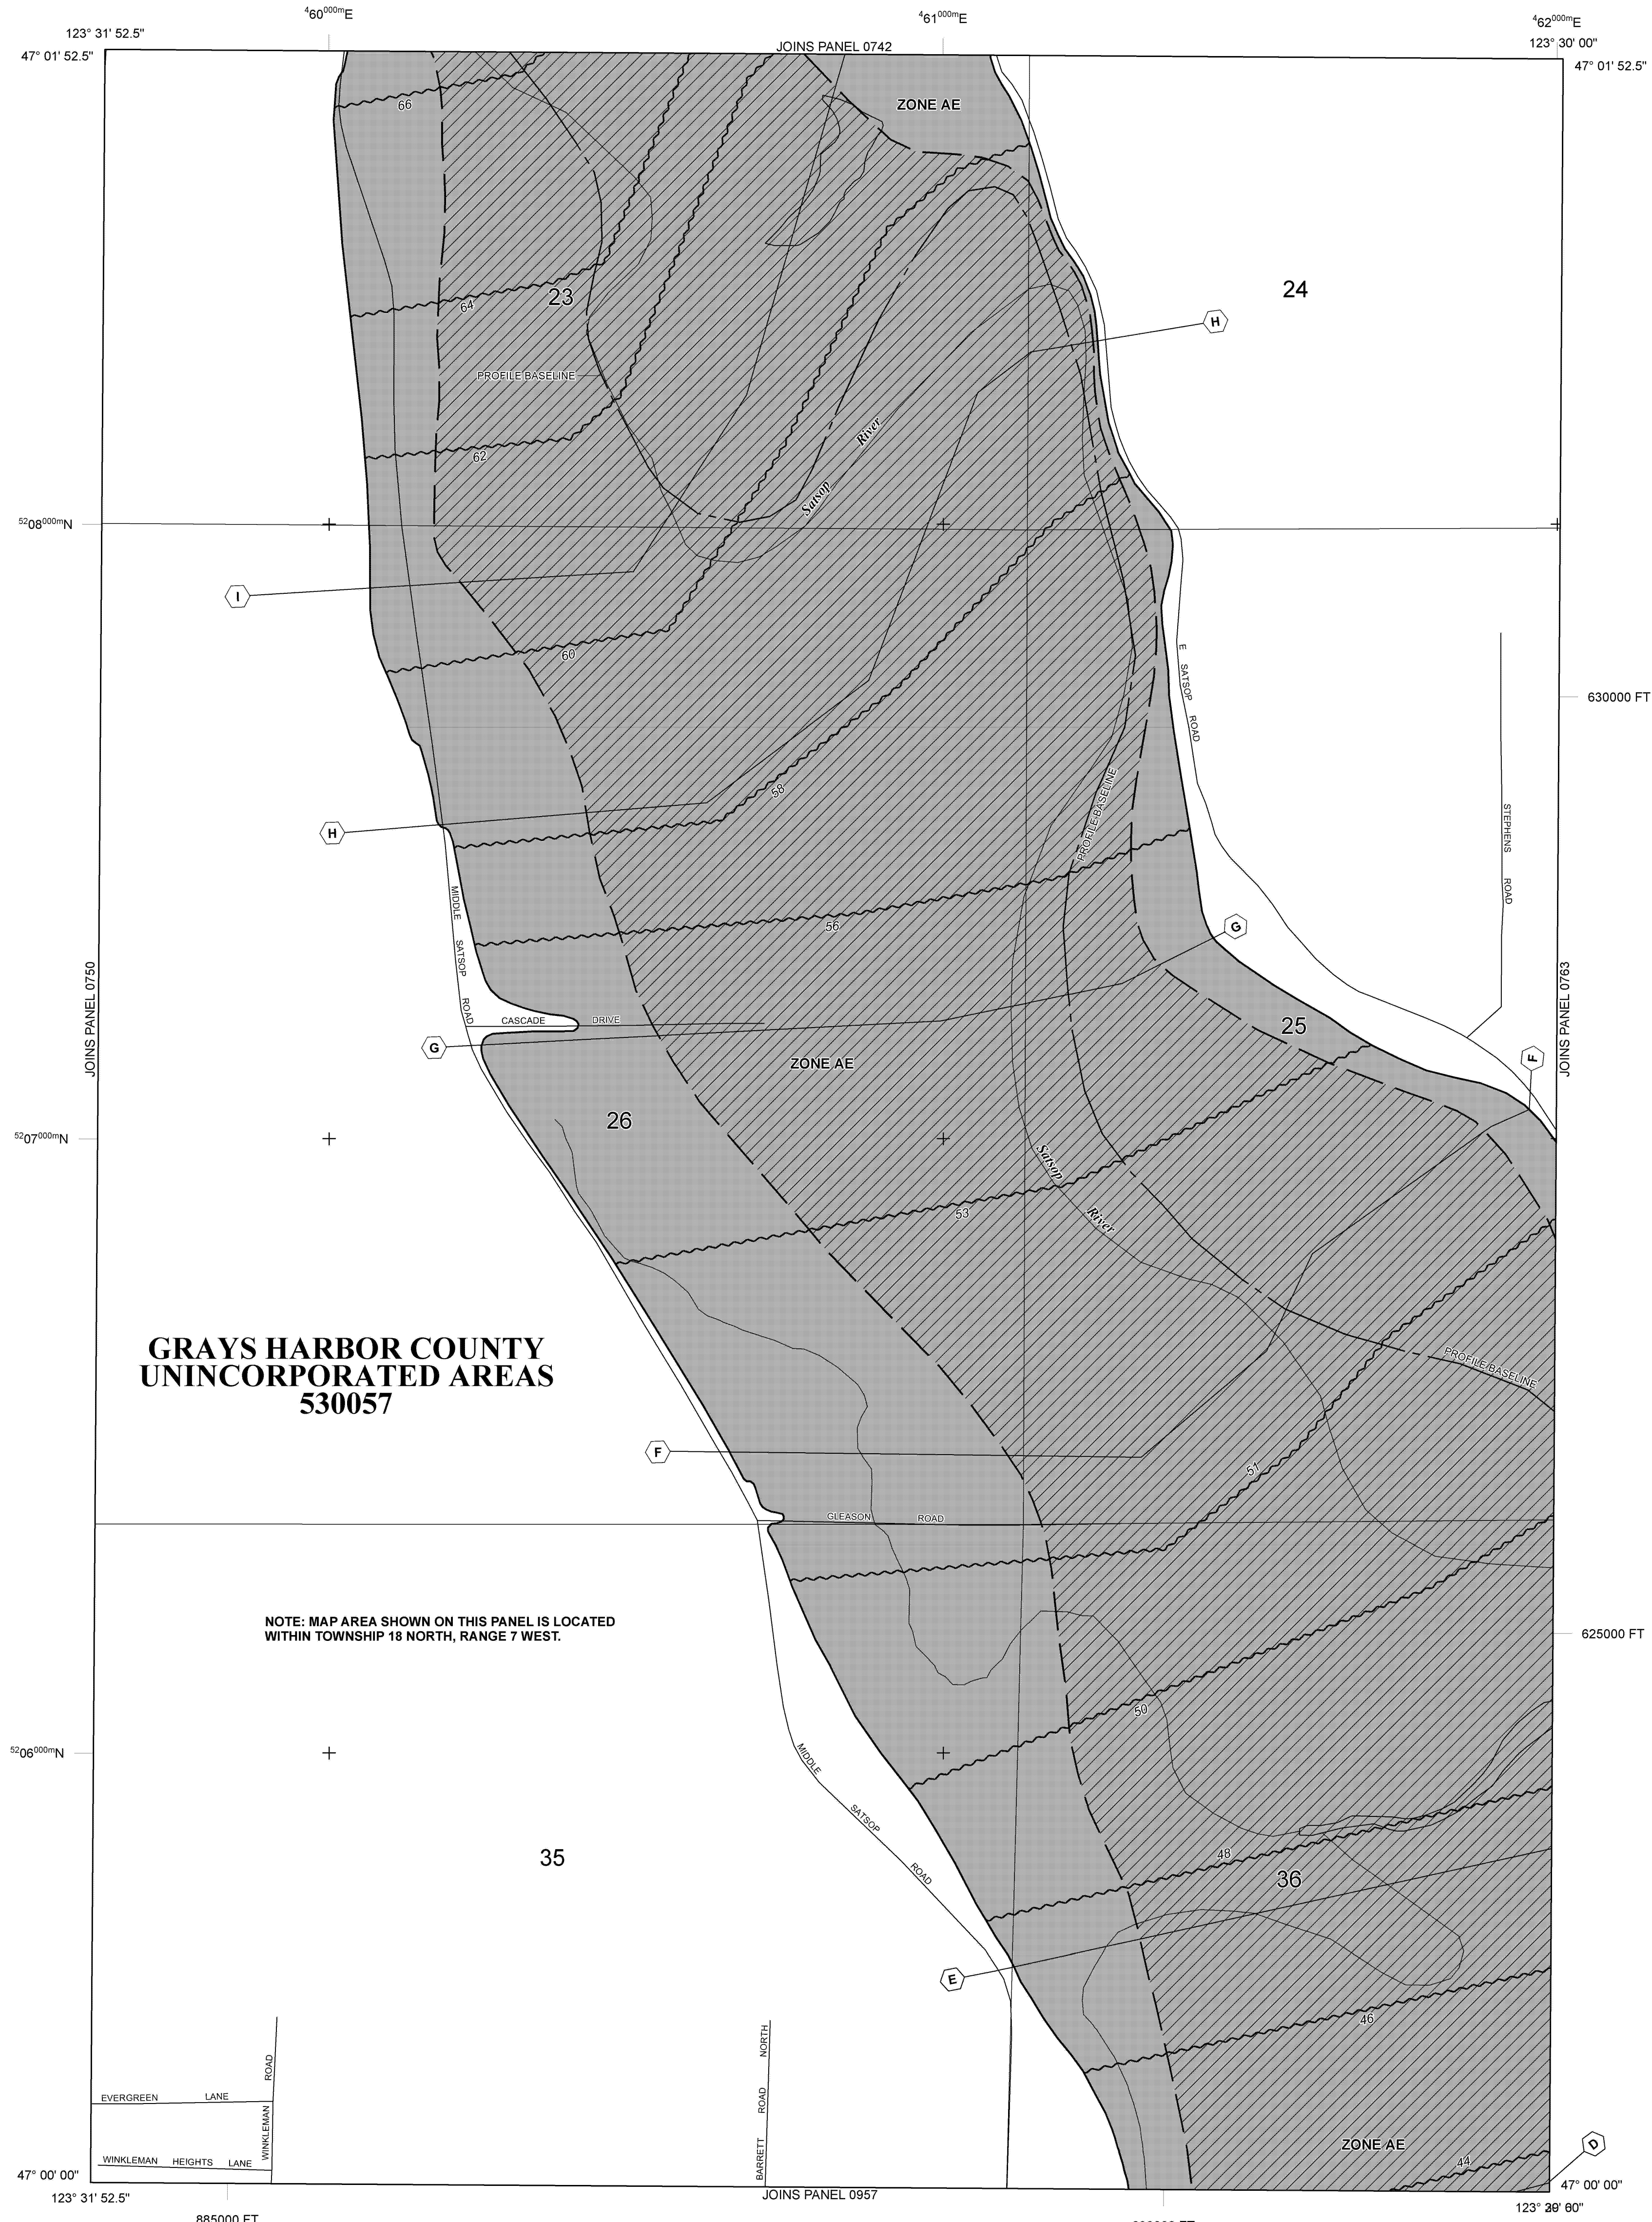 460000mE
461000mE
462000mE
123° 31' 52.5"
JOINS PANEL 0742
123° 30' 00"
47° 01' 52.5"
47° 01' 52.5"
66
ZONE AE
24
23
64
H
PROFILE BASELINE
River
62
Satsop
5208000mN
I
60
E SATSOP ROAD
630000 FT
58
PROFILE BASELINE
H
STEPHENS ROAD
MIDDLE SATSOP ROAD
56
G
JOINS PANEL 0750
JOINS PANEL 0763
CASCADE DRIVE
25
G
ZONE AE
F
26
5207000mN
Satsop
53
River
GRAYS HARBOR COUNTY
UNINCORPORATED AREAS
530057
PROFILE BASELINE
F
51
GLEASON ROAD
NOTE: MAP AREA SHOWN ON THIS PANEL IS LOCATED
WITHIN TOWNSHIP 18 NORTH, RANGE 7 WEST.
625000 FT
50
5206000mN
MIDDLE SATSOP ROAD
48
35
36
E
46
WINKLEMAN ROAD
BARRETT ROAD NORTH
EVERGREEN LANE
ZONE AE
D
WINKLEMAN HEIGHTS LANE
44
47° 00' 00"
47° 00' 00"
123° 31' 52.5"
JOINS PANEL 0957
885000 FT